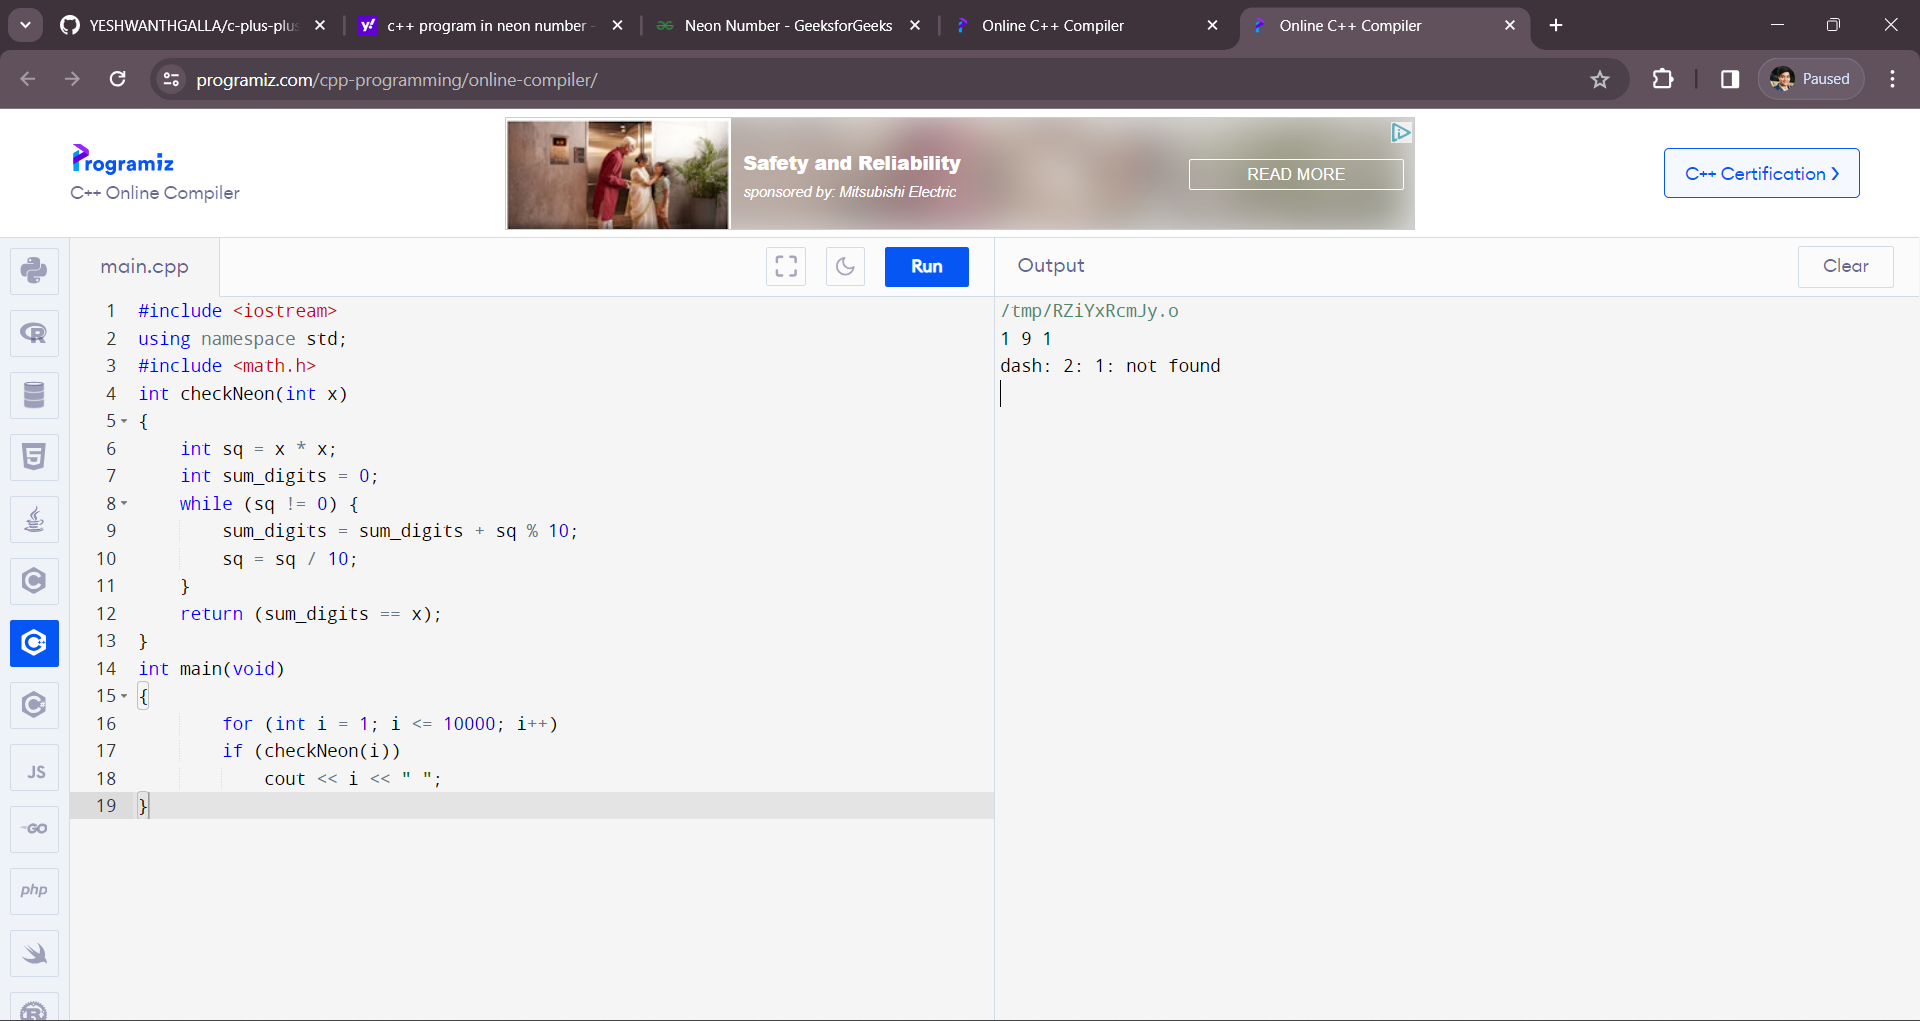 YESHWANTHGALLA/c-plus-plus
y! c++ program in neon number -
Neon Number - GeeksforGeeks
Online C++ Compiler
Online C++ Compiler
programiz.com/cpp-programming/online-compiler/
Paused
Programiz
C++ Online Compiler
Safety and Reliability
sponsored by: Mitsubishi Electric
READ MORE
C++ Certification >
main.cpp
Run
Output
Clear
1 #include <iostream>
2 using namespace std;
3 #include <math.h>
4 int checkNeon(int x)
5 {
6 int sq = x * x;
7 int sum_digits = 0;
8 while (sq != 0) {
9 sum_digits = sum_digits + sq % 10;
10 sq = sq / 10;
11 }
12 return (sum_digits == x);
13 }
14 int main(void)
15 {
16 for (int i = 1; i <= 10000; i++)
17 if (checkNeon(i))
18 cout << i << " ";
19 }
/tmp/RZiYxRcmJy.o
1 9 1
dash: 2: 1: not found
R
5
C
C++
C#
JS
GO
php
R